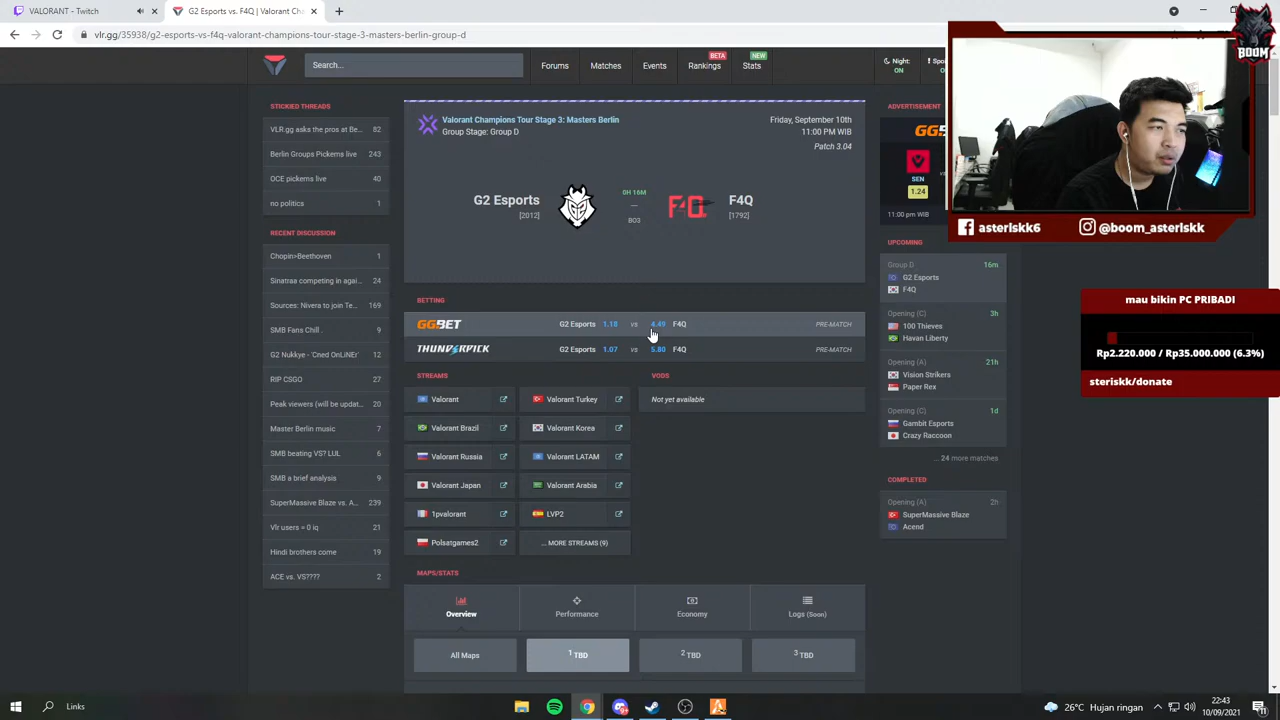 VALORANT - Twitch
G2 Esports vs. F4Q | Valorant Ch
vlr.gg/35938/g2-esports-vs-f4q-valorant-champions-tour-stage-3-masters-berlin-group-d
Search...
Forums
Matches
Events
Rankings
BETA
Stats
NEW
Night:
ON
BOOM
asteriskk6
@boom_asteriskk
mau bikin PC PRIBADI
Rp2.220.000 / Rp35.000.000 (6.3%)
steriskk/donate
STICKIED THREADS
VLR.gg asks the pros at Be... 82
Berlin Groups Pickems live 243
OCE pickems live 40
no politics 1
RECENT DISCUSSION
Chopin>Beethoven 1
Sinatraa competing in agai... 24
Sources: Nivera to join Te... 169
SMB Fans Chill . 9
G2 Nukkye - 'Cned OnLiNEr' 12
RIP CSGO 27
Peak viewers (will be updat... 20
Master Berlin music 7
SMB beating VS? LUL 6
SMB a brief analysis 9
SuperMassive Blaze vs. A... 239
Vlr users = 0 iq 21
Hindi brothers come 19
ACE vs. VS???? 2
Valorant Champions Tour Stage 3: Masters Berlin
Group Stage: Group D
Friday, September 10th
11:00 PM WIB
Patch 3.04
G2 Esports
[2012]
0H 16M
—
BO3
F4Q
F4Q
[1792]
BETTING
GG.BET G2 Esports 1.18 vs 4.49 F4Q PRE-MATCH
THUNDERPICK G2 Esports 1.07 vs 5.80 F4Q PRE-MATCH
STREAMS
Valorant
Valorant Turkey
Valorant Brazil
Valorant Korea
Valorant Russia
Valorant LATAM
Valorant Japan
Valorant Arabia
1pvalorant
LVP2
Polsatgames2
... MORE STREAMS (9)
VODS
Not yet available
MAPS/STATS
Overview
Performance
Economy
Logs (Soon)
All Maps
1 TBD
2 TBD
3 TBD
ADVERTISEMENT
SEN
1.24
11:00 pm WIB
UPCOMING
Group D 16m
G2 Esports
F4Q
Opening (C) 3h
100 Thieves
Havan Liberty
Opening (A) 21h
Vision Strikers
Paper Rex
Opening (C) 1d
Gambit Esports
Crazy Raccoon
... 24 more matches
COMPLETED
Opening (A) 2h
SuperMassive Blaze
Acend
Links
26°C Hujan ringan
22:43
10/09/2021